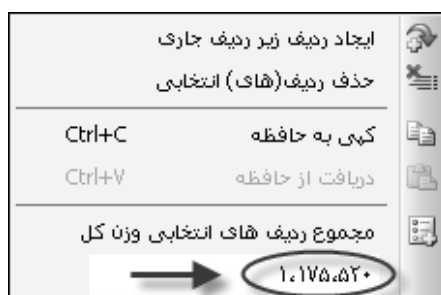 ایجاد ردیف زیر ردیف جاری
حذف ردیف(های) انتخابی
کپی به حافظه Ctrl+C
دریافت از حافظه Ctrl+V
مجموع ردیف های انتخابی وزن کل
۱،۱۷۵،۵۲۰